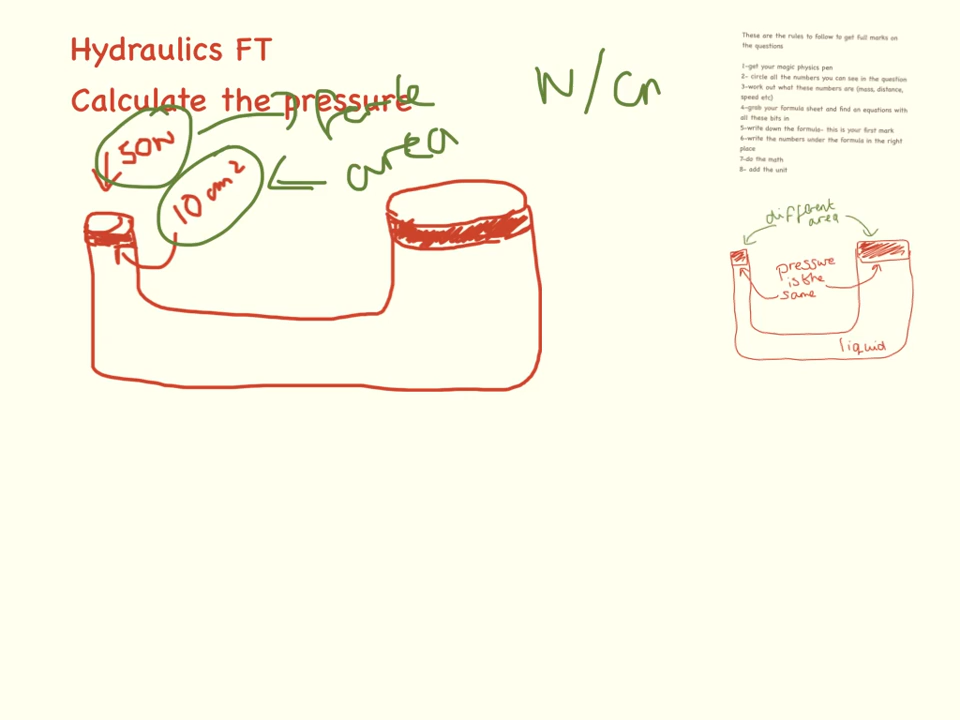 Hydraulics FT
Calculate the pressure
50N
10 cm²
area
N/Cm
These are the rules to follow to get full marks on
the questions
1-get your magic physics pen
2- circle all the numbers you can see in the question
3-work out what these numbers are (mass, distance,
speed etc)
4-grab your formula sheet and find an equations with
all these bits in
5-write down the formula- this is your first mark
6-write the numbers under the formula in the right
place
7-do the math
8- add the unit
different
area
pressure
is the
same
liquid